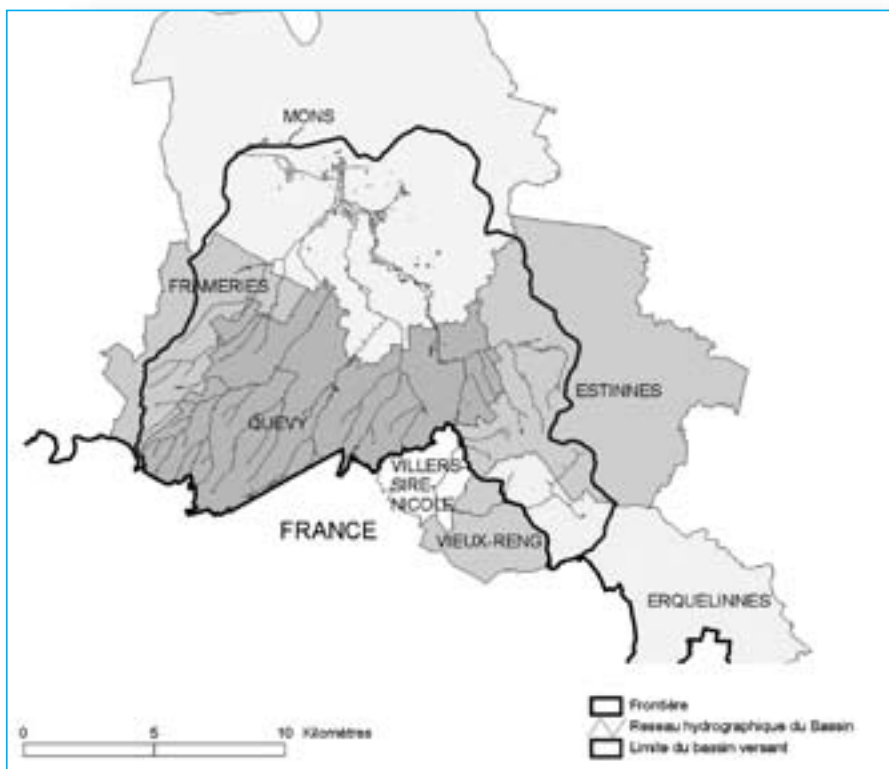 MONS
FRAMERIES
ESTINNES
QUEVY
VILLERS-
SIRE-
NICOLE
FRANCE
VIEUX-RENG
ERQUELINNES
Frontière
Reseau hydrographique du Bassin
Limite du bassin versant
0 5 10 Kilomètres